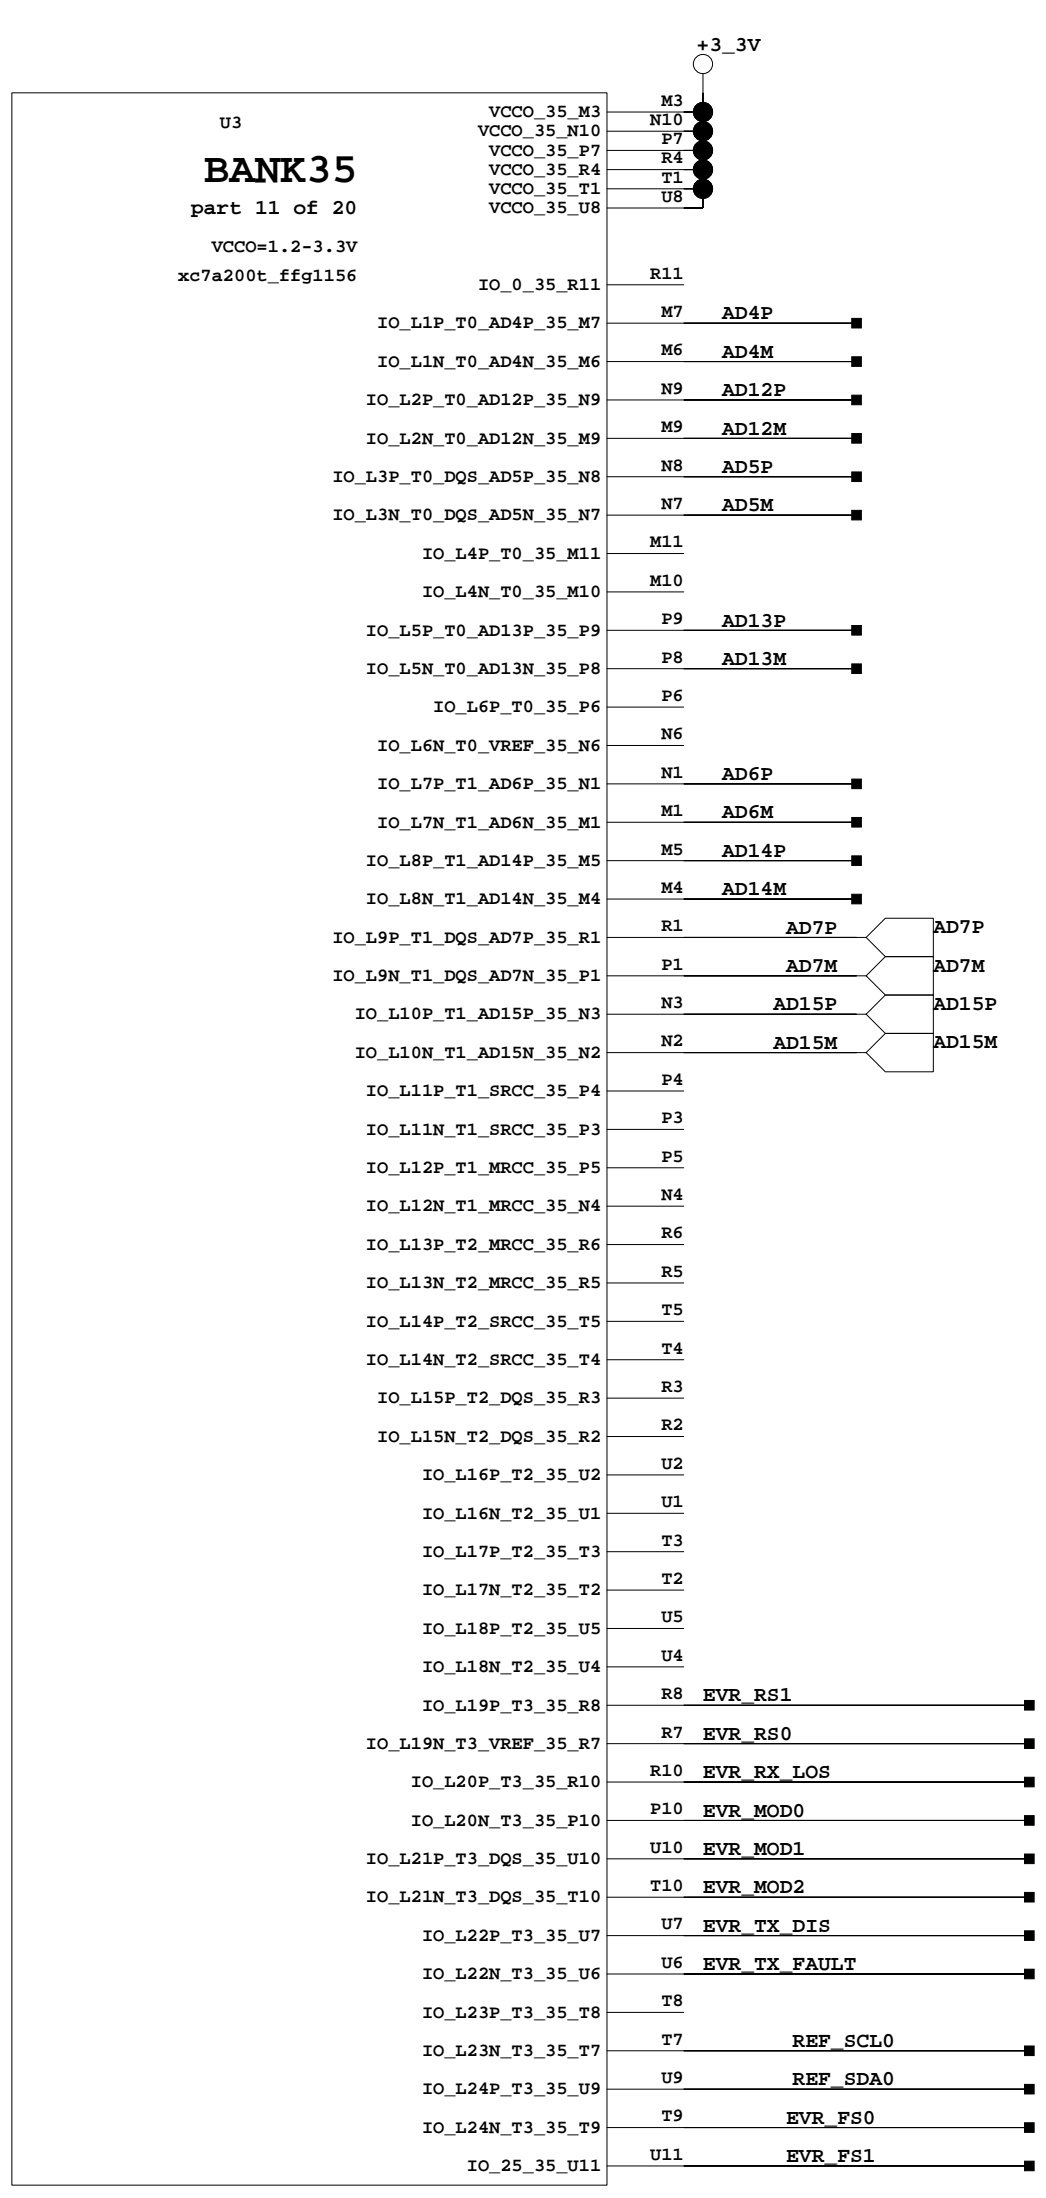 +3_3V
U3
BANK35
part 11 of 20
VCCO=1.2-3.3V
xc7a200t_ffg1156
VCCO_35_M3 M3
VCCO_35_N10 N10
VCCO_35_P7 P7
VCCO_35_R4 R4
VCCO_35_T1 T1
VCCO_35_U8 U8
IO_0_35_R11 R11
IO_L1P_T0_AD4P_35_M7 M7 AD4P
IO_L1N_T0_AD4N_35_M6 M6 AD4M
IO_L2P_T0_AD12P_35_N9 N9 AD12P
IO_L2N_T0_AD12N_35_M9 M9 AD12M
IO_L3P_T0_DQS_AD5P_35_N8 N8 AD5P
IO_L3N_T0_DQS_AD5N_35_N7 N7 AD5M
IO_L4P_T0_35_M11 M11
IO_L4N_T0_35_M10 M10
IO_L5P_T0_AD13P_35_P9 P9 AD13P
IO_L5N_T0_AD13N_35_P8 P8 AD13M
IO_L6P_T0_35_P6 P6
IO_L6N_T0_VREF_35_N6 N6
IO_L7P_T1_AD6P_35_N1 N1 AD6P
IO_L7N_T1_AD6N_35_M1 M1 AD6M
IO_L8P_T1_AD14P_35_M5 M5 AD14P
IO_L8N_T1_AD14N_35_M4 M4 AD14M
IO_L9P_T1_DQS_AD7P_35_R1 R1 AD7P AD7P
IO_L9N_T1_DQS_AD7N_35_P1 P1 AD7M AD7M
IO_L10P_T1_AD15P_35_N3 N3 AD15P AD15P
IO_L10N_T1_AD15N_35_N2 N2 AD15M AD15M
IO_L11P_T1_SRCC_35_P4 P4
IO_L11N_T1_SRCC_35_P3 P3
IO_L12P_T1_MRCC_35_P5 P5
IO_L12N_T1_MRCC_35_N4 N4
IO_L13P_T2_MRCC_35_R6 R6
IO_L13N_T2_MRCC_35_R5 R5
IO_L14P_T2_SRCC_35_T5 T5
IO_L14N_T2_SRCC_35_T4 T4
IO_L15P_T2_DQS_35_R3 R3
IO_L15N_T2_DQS_35_R2 R2
IO_L16P_T2_35_U2 U2
IO_L16N_T2_35_U1 U1
IO_L17P_T2_35_T3 T3
IO_L17N_T2_35_T2 T2
IO_L18P_T2_35_U5 U5
IO_L18N_T2_35_U4 U4
IO_L19P_T3_35_R8 R8 EVR_RS1
IO_L19N_T3_VREF_35_R7 R7 EVR_RS0
IO_L20P_T3_35_R10 R10 EVR_RX_LOS
IO_L20N_T3_35_P10 P10 EVR_MOD0
IO_L21P_T3_DQS_35_U10 U10 EVR_MOD1
IO_L21N_T3_DQS_35_T10 T10 EVR_MOD2
IO_L22P_T3_35_U7 U7 EVR_TX_DIS
IO_L22N_T3_35_U6 U6 EVR_TX_FAULT
IO_L23P_T3_35_T8 T8
IO_L23N_T3_35_T7 T7 REF_SCL0
IO_L24P_T3_35_U9 U9 REF_SDA0
IO_L24N_T3_35_T9 T9 EVR_FS0
IO_25_35_U11 U11 EVR_FS1